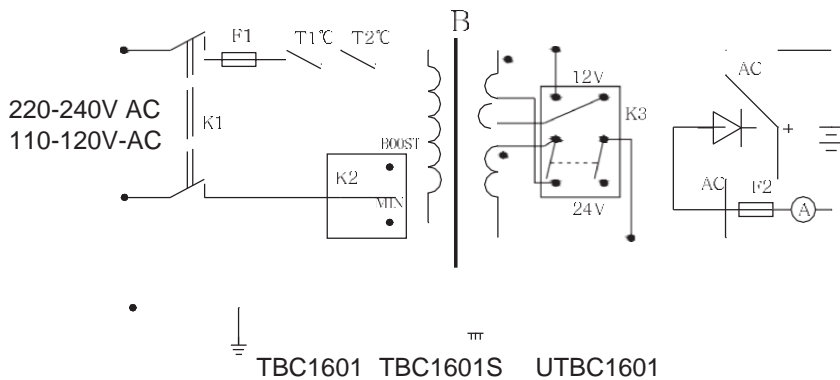 B
F1 T1℃ T2℃
AC
12V
220-240V AC
110-120V-AC
K1
K3
BOOST
K2
MIN
+
AC F2
A
24V
TBC1601 TBC1601S UTBC1601